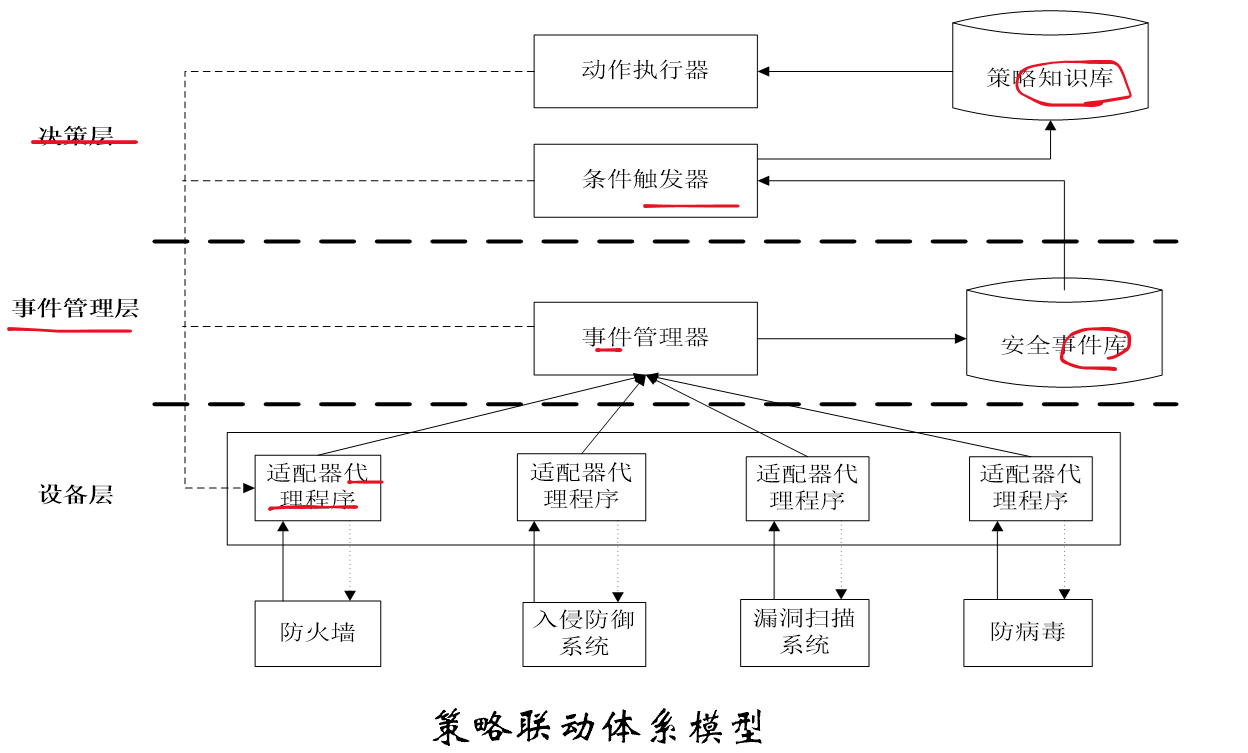 动作执行器
策略知识库
决策层
条件触发器
事件管理层
事件管理器
安全事件库
设备层
适配器代
理程序
适配器代
理程序
适配器代
理程序
适配器代
理程序
防火墙
入侵防御
系统
漏洞扫描
系统
防病毒
策略联动体系模型